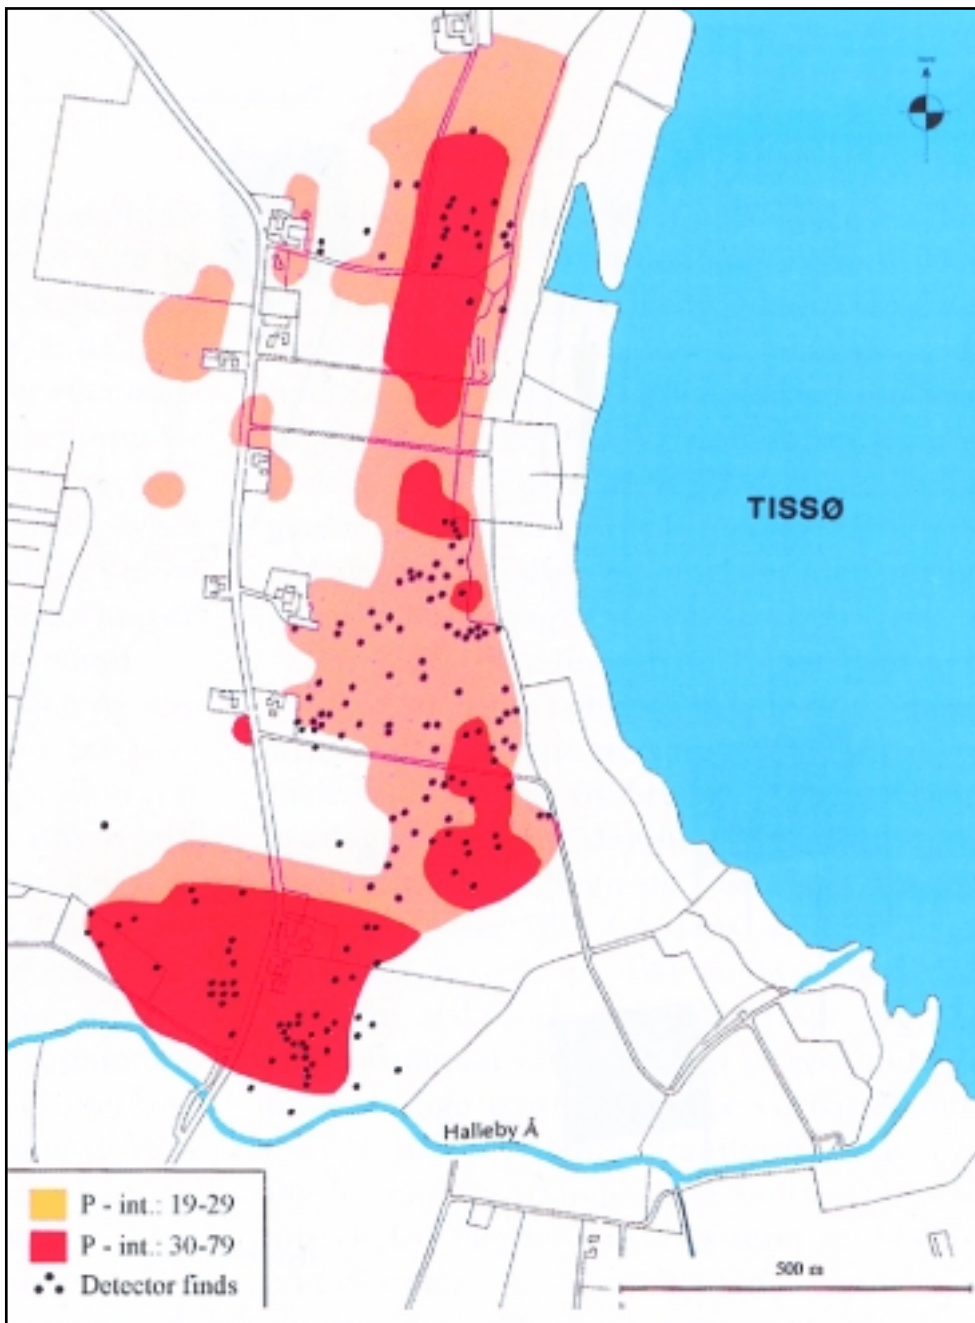 TISSØ
Halleby Å
P - int.: 19-29
P - int.: 30-79
Detector finds
500 m